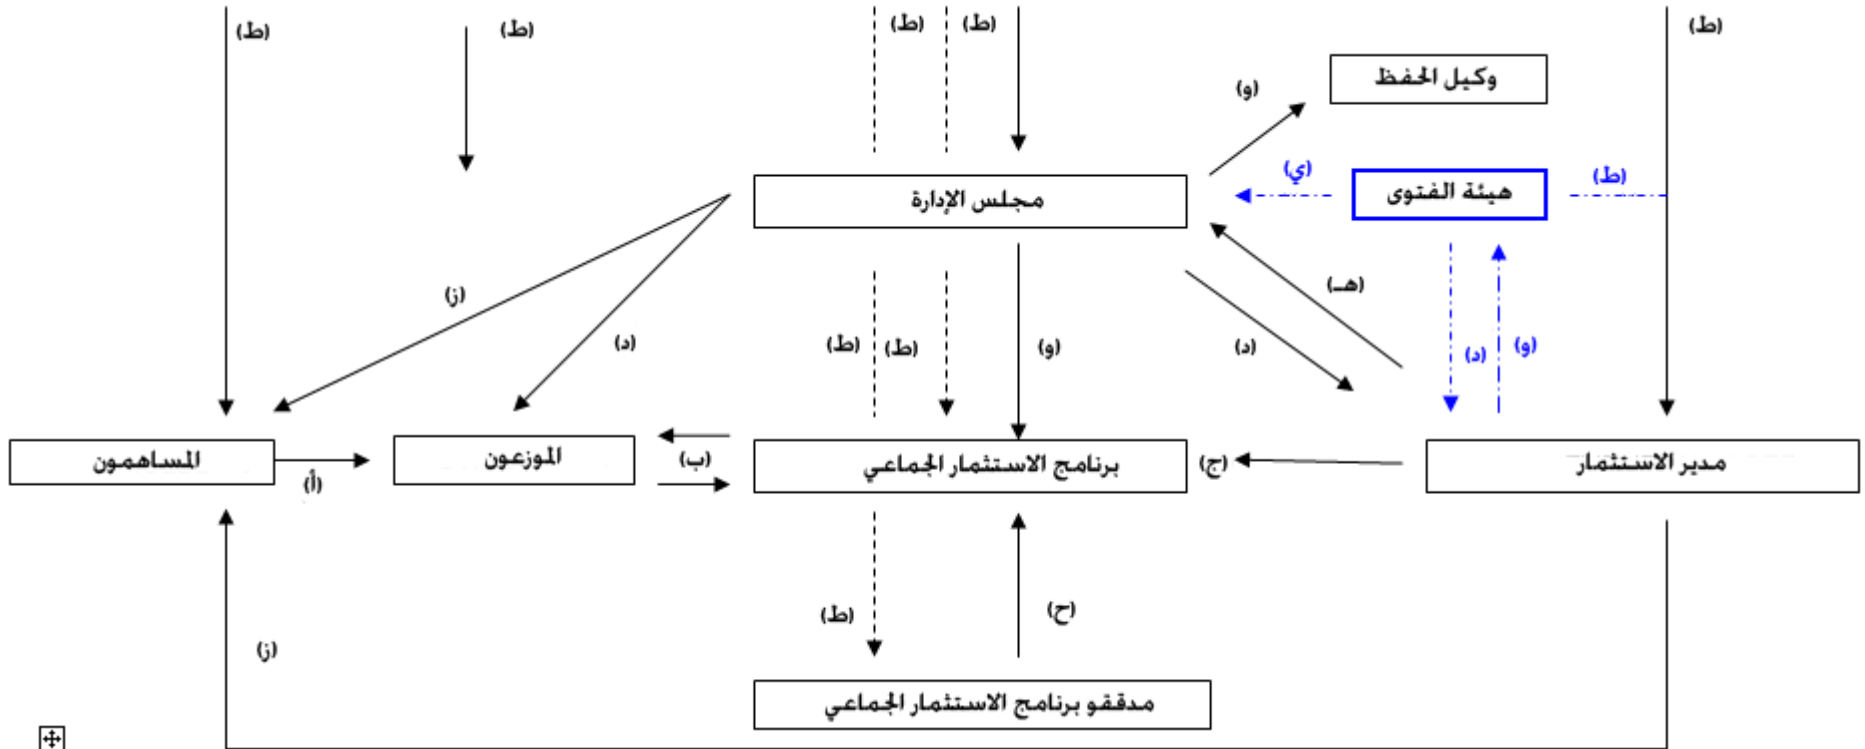 (ط)
(ط)
(ط)
(ط)
(ط)
وكيل الحفظ
(و)
(ط)
هيئة الفتوى
(ي)
مجلس الإدارة
(هـ)
(ز)
(و)
(د)
(د)
(و)
(ط)
(ط)
(د)
مدير الاستثمار
(ج)
برنامج الاستثمار الجماعي
(ب)
الموزعون
(أ)
المساهمون
(ح)
(ط)
(ز)
مدققو برنامج الاستثمار الجماعي